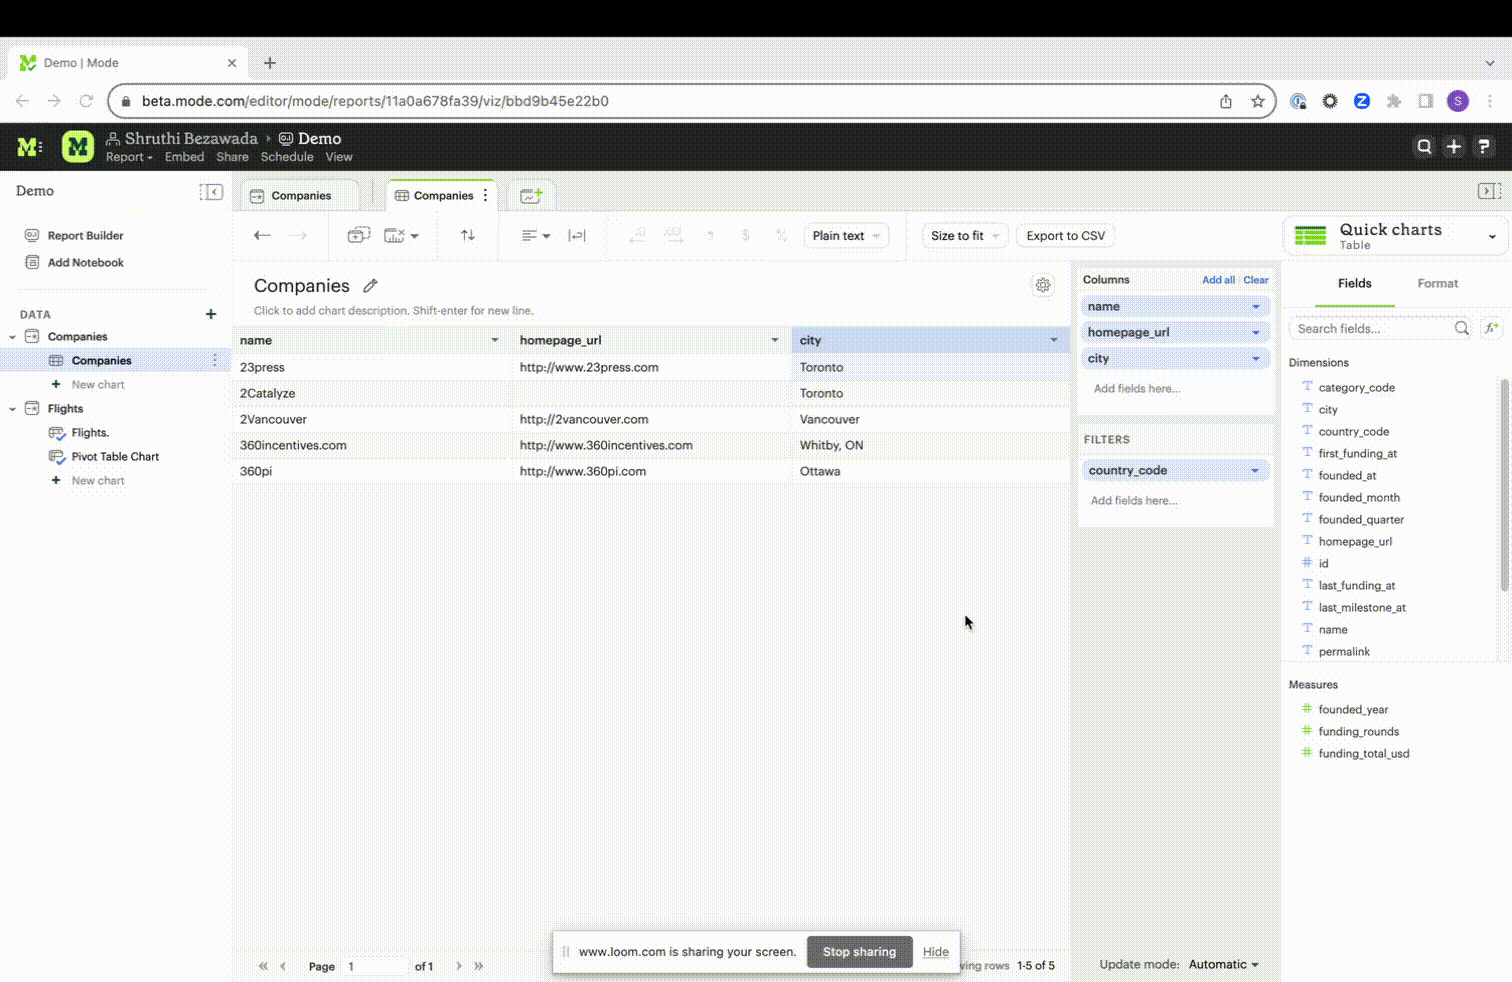 Demo | Mode
beta.mode.com/editor/mode/reports/11a0a678fa39/viz/bbd9b45e22b0
S
Shruthi Bezawada › Demo
Report Embed Share Schedule View
Demo
Companies
Companies
Report Builder
Add Notebook
Plain text
Size to fit
Export to CSV
Quick charts
Table
Companies
Click to add chart description. Shift-enter for new line.
DATA
Companies
Companies
New chart
Flights
Flights.
Pivot Table Chart
New chart
name homepage_url city
23press http://www.23press.com Toronto
2Catalyze Toronto
2Vancouver http://2vancouver.com Vancouver
360incentives.com http://www.360incentives.com Whitby, ON
360pi http://www.360pi.com Ottawa
Columns Add all Clear
name
homepage_url
city
Add fields here...
FILTERS
country_code
Add fields here...
Fields Format
Search fields...
Dimensions
category_code
city
country_code
first_funding_at
founded_at
founded_month
founded_quarter
homepage_url
id
last_funding_at
last_milestone_at
name
permalink
Measures
founded_year
funding_rounds
funding_total_usd
www.loom.com is sharing your screen. Stop sharing Hide
Page 1 of 1
rows 1-5 of 5
Update mode: Automatic